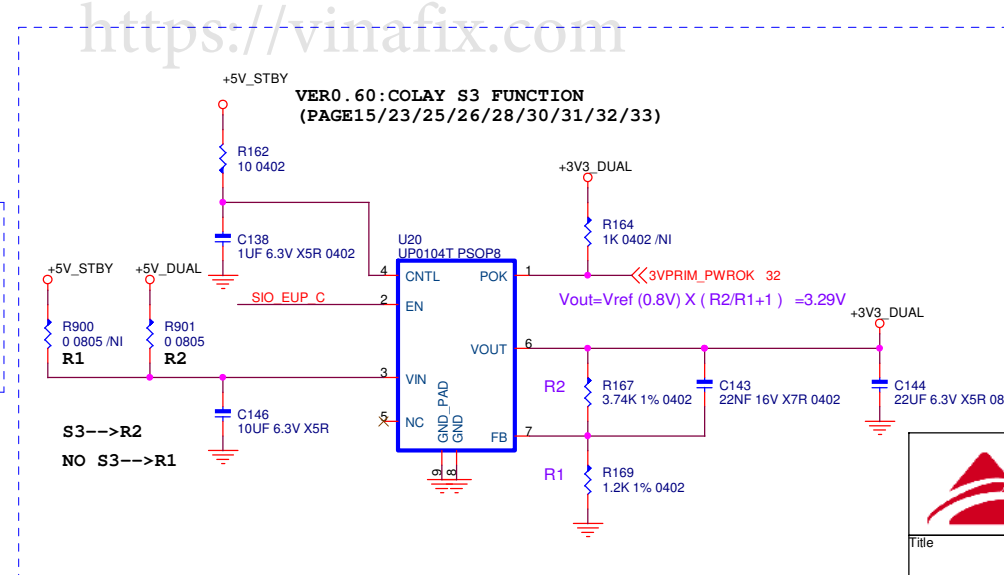 https://vinafix.com
+5V_STBY
VER0.60:COLAY S3 FUNCTION
(PAGE15/23/25/26/28/30/31/32/33)
R162
10 0402
+3V3_DUAL
R164
1K 0402 /NI
C138
1UF 6.3V X5R 0402
U20
UP0104T PSOP8
4
CNTL
POK
1
3VPRIM_PWROK 32
+5V_STBY
+5V_DUAL
SIO_EUP_C
2
EN
Vout=Vref (0.8V) X ( R2/R1+1 ) =3.29V
+3V3_DUAL
R900
0 0805 /NI
R1
R901
0 0805
R2
VOUT
6
3
VIN
R2
R167
3.74K 1% 0402
C143
22NF 16V X7R 0402
C144
22UF 6.3V X5R 08
C146
10UF 6.3V X5R
5
NC
GND_PAD
GND
FB
7
S3-->R2
NO S3-->R1
9
8
R1
R169
1.2K 1% 0402
Title